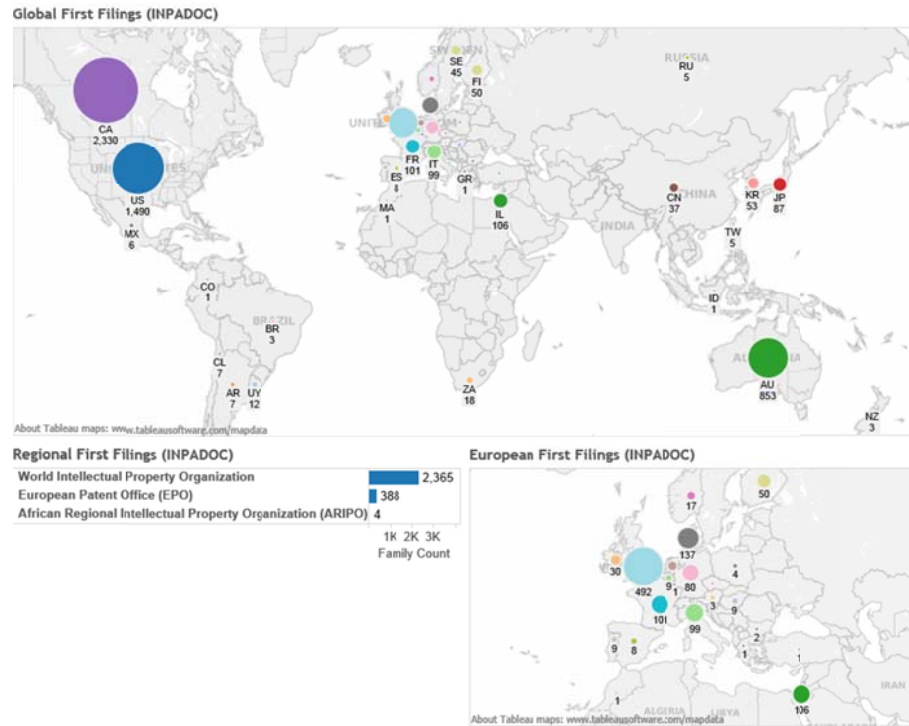 Global First Filings (INPADOC)
RUSSIA
RU
5
SE
45
FI
50
CA
2,330
FR
101
IT
99
ES
8
GR
1
MA
1
IL
106
CHINA
CN
37
KR
53
JP
87
US
1,490
MX
6
INDIA
TW
5
CO
1
ID
1
BRAZIL
BR
3
CL
7
AR
7
UY
12
ZA
18
AU
853
NZ
3
About Tableau maps: www.tableausoftware.com/mapdata
Regional First Filings (INPADOC)
World Intellectual Property Organization 2,365
European Patent Office (EPO) 388
African Regional Intellectual Property Organization (ARIPO) 4
1K 2K 3K
Family Count
European First Filings (INPADOC)
50
17
137
30
492
9
1
80
4
101
3
9
99
2
1
9
8
1
1
106
IRAN
ALGERIA
LIBYA
About Tableau maps: www.tableausoftware.com/mapdata